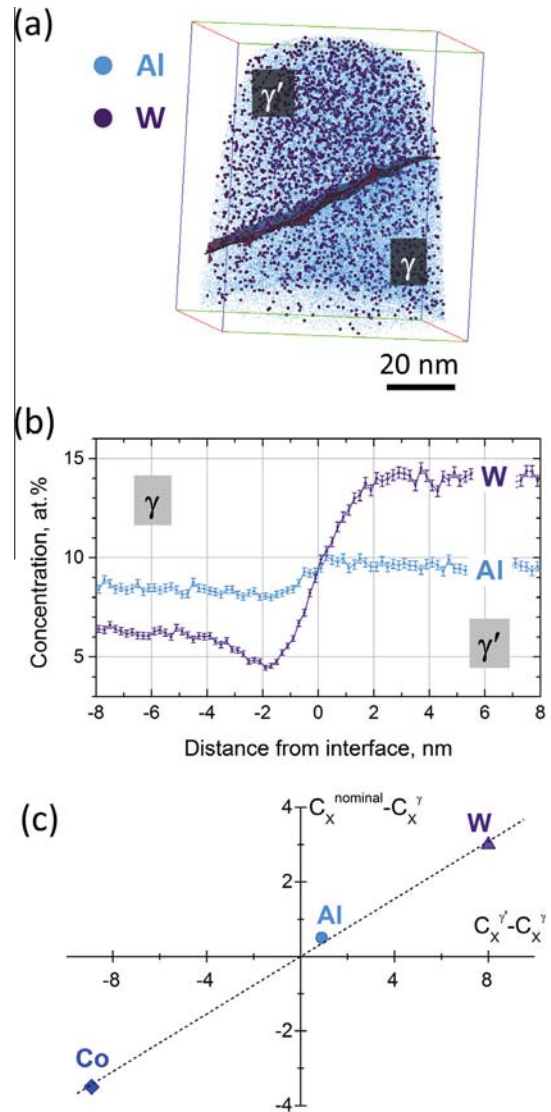 (a)
Al
W
γ'
γ
20 nm
(b)
15
10
5
Concentration, at.%
γ
W
Al
γ'
-8 -6 -4 -2 0 2 4 6 8
Distance from interface, nm
(c)
4
C_X^nominal-C_X^γ
W
2
Al
C_X^γ'-C_X^γ
-8 -4 4 8
-2
Co
-4